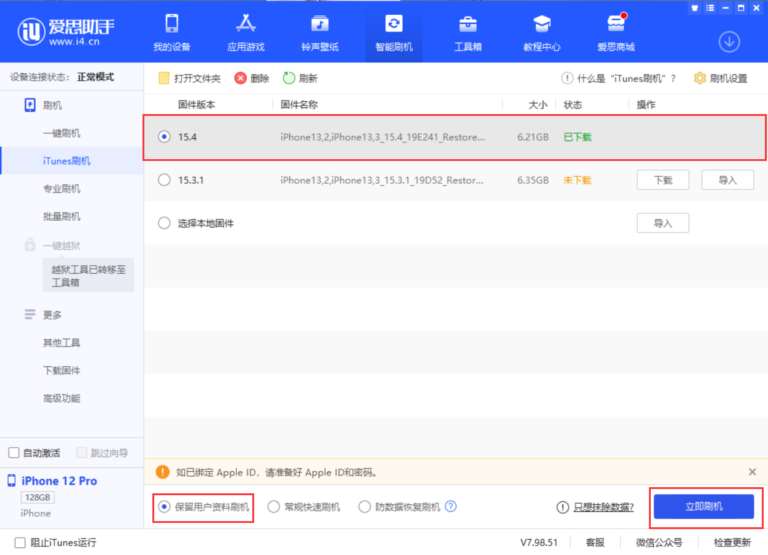 爱思助手
www.i4.cn
我的设备
应用游戏
铃声壁纸
智能刷机
工具箱
教程中心
爱思商城
设备连接状态: 正常模式
打开文件夹
删除
刷新
什么是 "iTunes刷机" ?
刷机设置
刷机
一键刷机
iTunes刷机
专业刷机
批量刷机
一键越狱
越狱工具已转移至
工具箱
更多
其他工具
下载固件
高级功能
固件版本 固件名称 大小 状态 操作
15.4 iPhone13,2,iPhone13,3_15.4_19E241_Restore... 6.21GB 已下载
15.3.1 iPhone13,2,iPhone13,3_15.3.1_19D52_Restor... 6.35GB 未下载 下载 导入
选择本地固件 导入
自动激活 跳过向导
iPhone 12 Pro
128GB
iPhone
如已绑定 Apple ID，请准备好 Apple ID和密码。
保留用户资料刷机 常规快速刷机 防数据恢复刷机 只想抹除数据? 立即刷机
阻止iTunes运行
V7.98.51 客服 微信公众号 检查更新